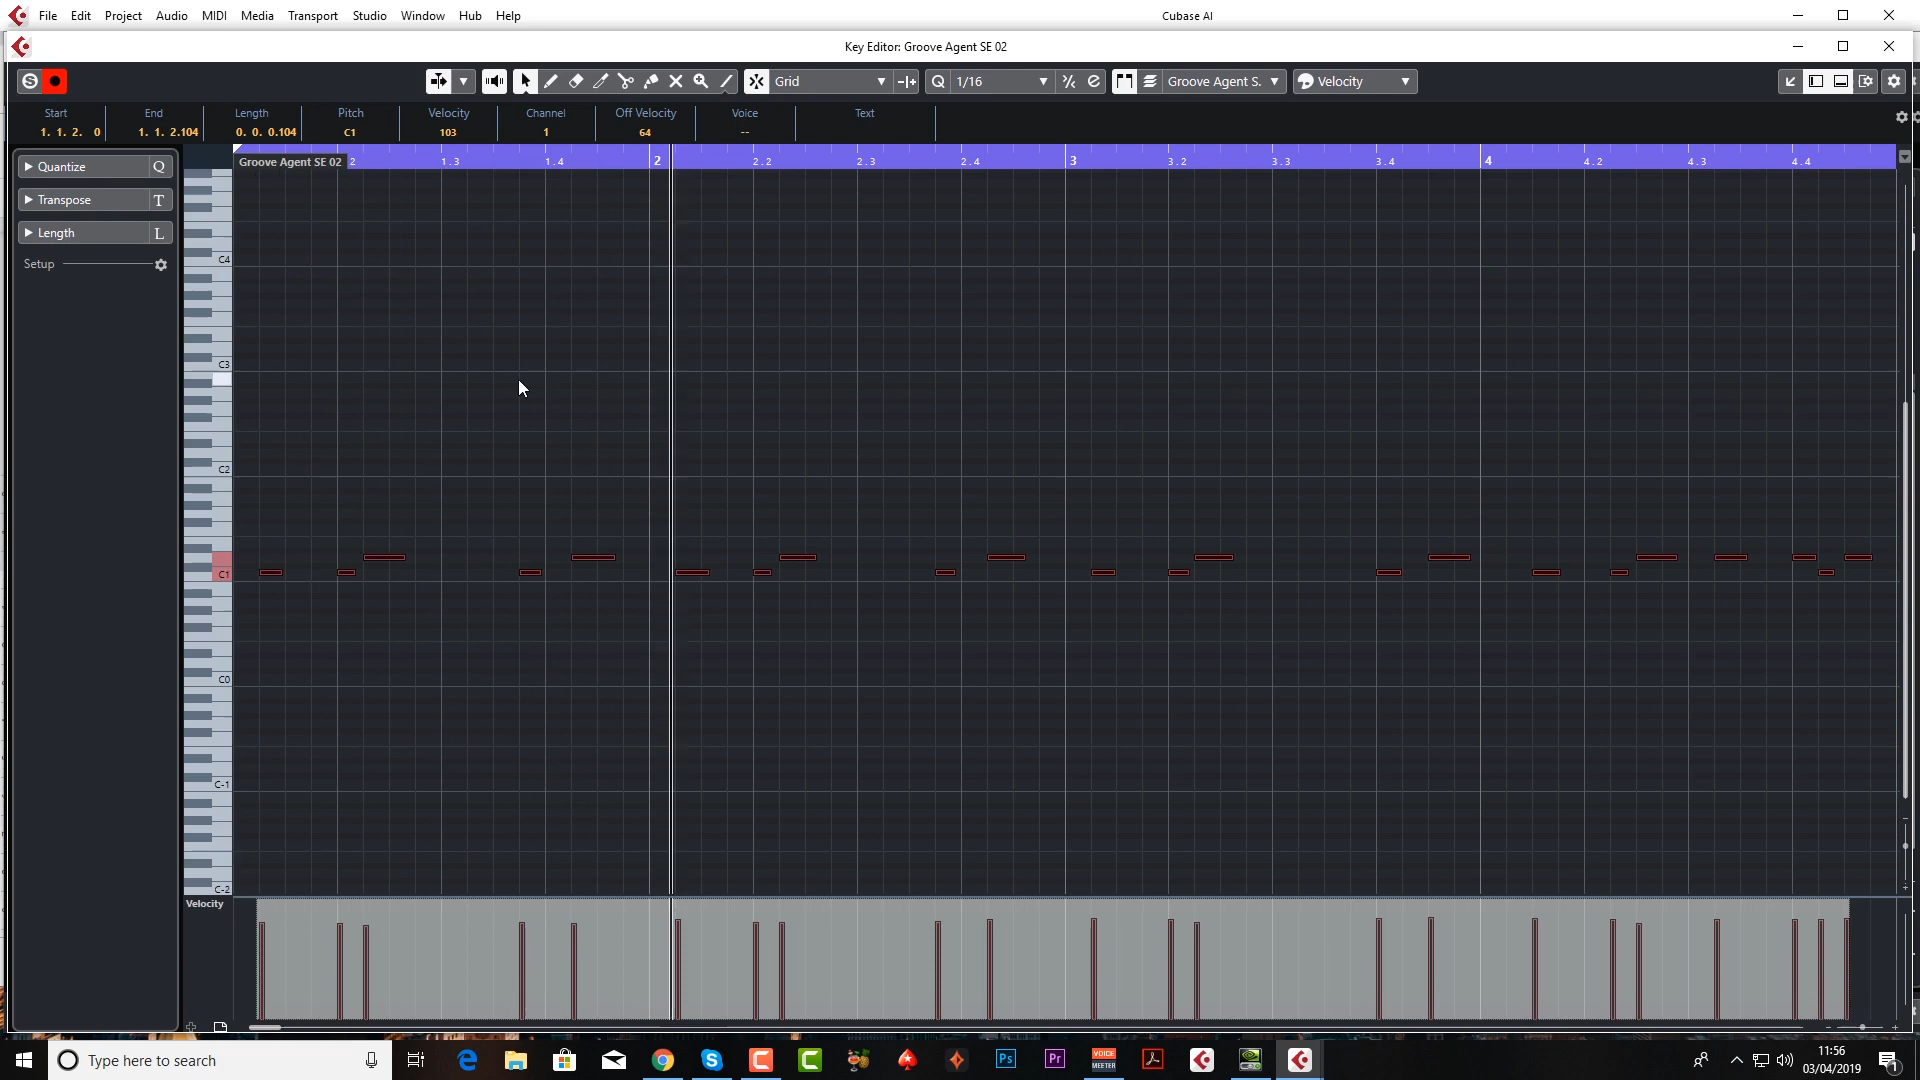 File Edit Project Audio MIDI Media Transport Studio Window Hub Help
Cubase AI
Key Editor: Groove Agent SE 02
S
Grid
Q 1/16
Groove Agent S.
Velocity
Start End Length Pitch Velocity Channel Off Velocity Voice Text
1. 1. 2. 0 1. 1. 2.104 0. 0. 0.104 C1 103 1 64 --
Groove Agent SE 02 2 1.3 1.4 2 2.2 2.3 2.4 3 3.2 3.3 3.4 4 4.2 4.3 4.4
Quantize Q
Transpose T
Length L
Setup
C4
C3
C2
C1
C0
C-1
C-2
Velocity
Type here to search
Ps
Pr
VOICE
MEETER
11:56
03/04/2019
1